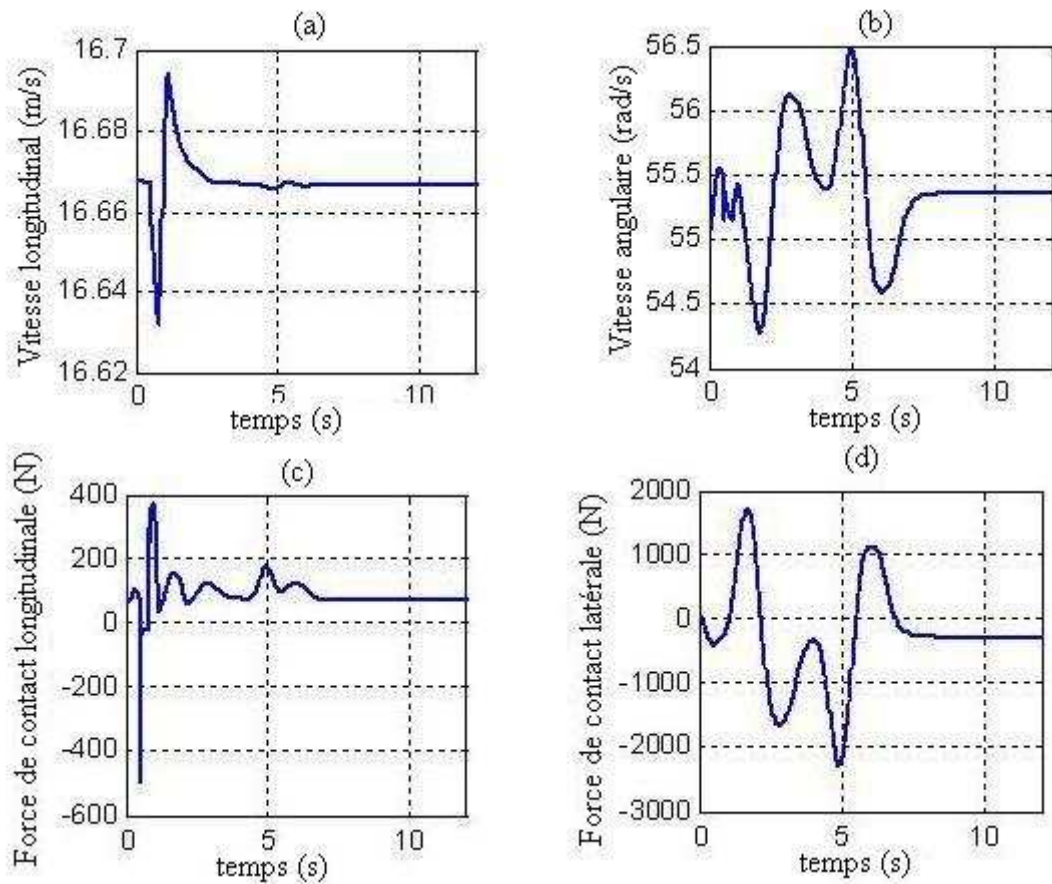 (a)
Vitesse longitudinal (m/s)
16.7
16.68
16.66
16.64
16.62
0 5 10
temps (s)
(b)
Vitesse angulaire (rad/s)
56.5
56
55.5
55
54.5
54
0 5 10
temps (s)
(c)
Force de contact longitudinale (N)
400
200
0
-200
-400
-600
0 5 10
temps (s)
(d)
Force de contact latérale (N)
2000
1000
0
-1000
-2000
-3000
0 5 10
temps (s)